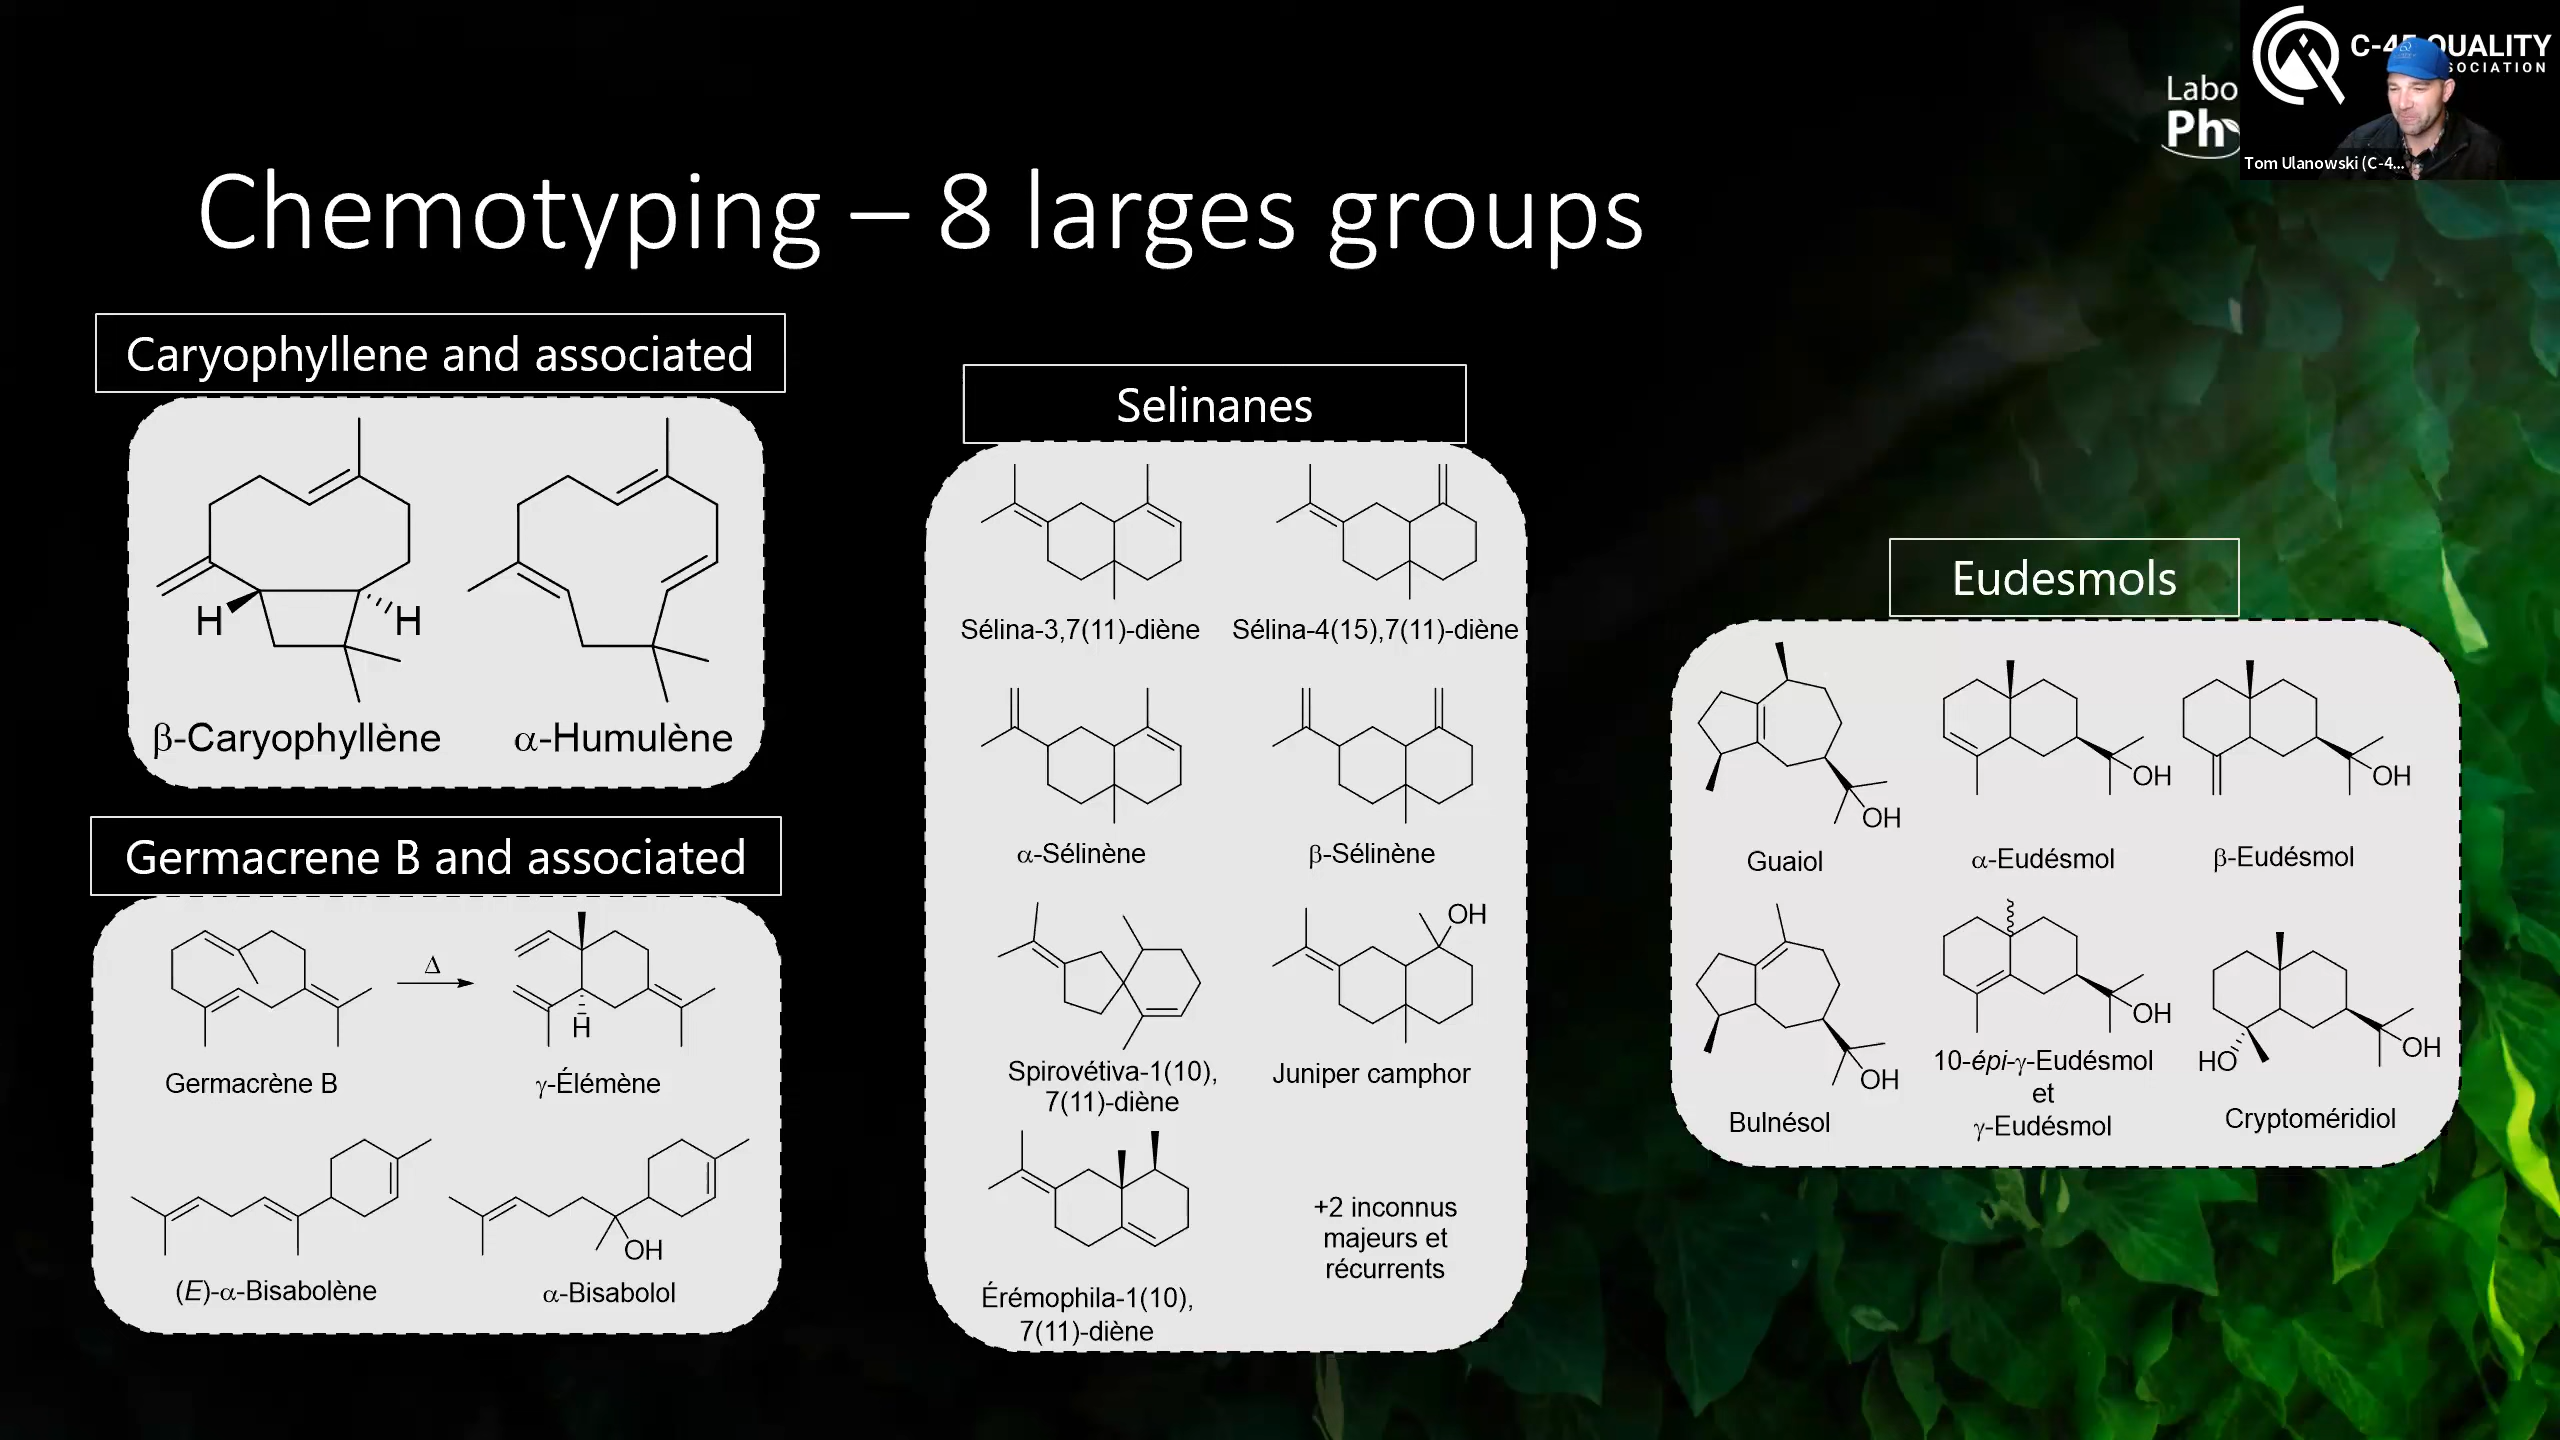 C-45 QUALITY
SOCIATION
Labo
Ph
Tom Ulanowski (C-4...
Chemotyping – 8 larges groups
Caryophyllene and associated
H
H
β-Caryophyllène
α-Humulène
Germacrene B and associated
Δ
H
Germacrène B
γ-Élémène
OH
(E)-α-Bisabolène
α-Bisabolol
Selinanes
Sélina-3,7(11)-diène
Sélina-4(15),7(11)-diène
α-Sélinène
β-Sélinène
OH
Spirovétiva-1(10),
7(11)-diène
Juniper camphor
+2 inconnus
majeurs et
récurrents
Érémophila-1(10),
7(11)-diène
Eudesmols
OH
OH
OH
Guaiol
α-Eudésmol
β-Eudésmol
OH
OH
HO
OH
Bulnésol
10-épi-γ-Eudésmol
et
γ-Eudésmol
Cryptoméridiol